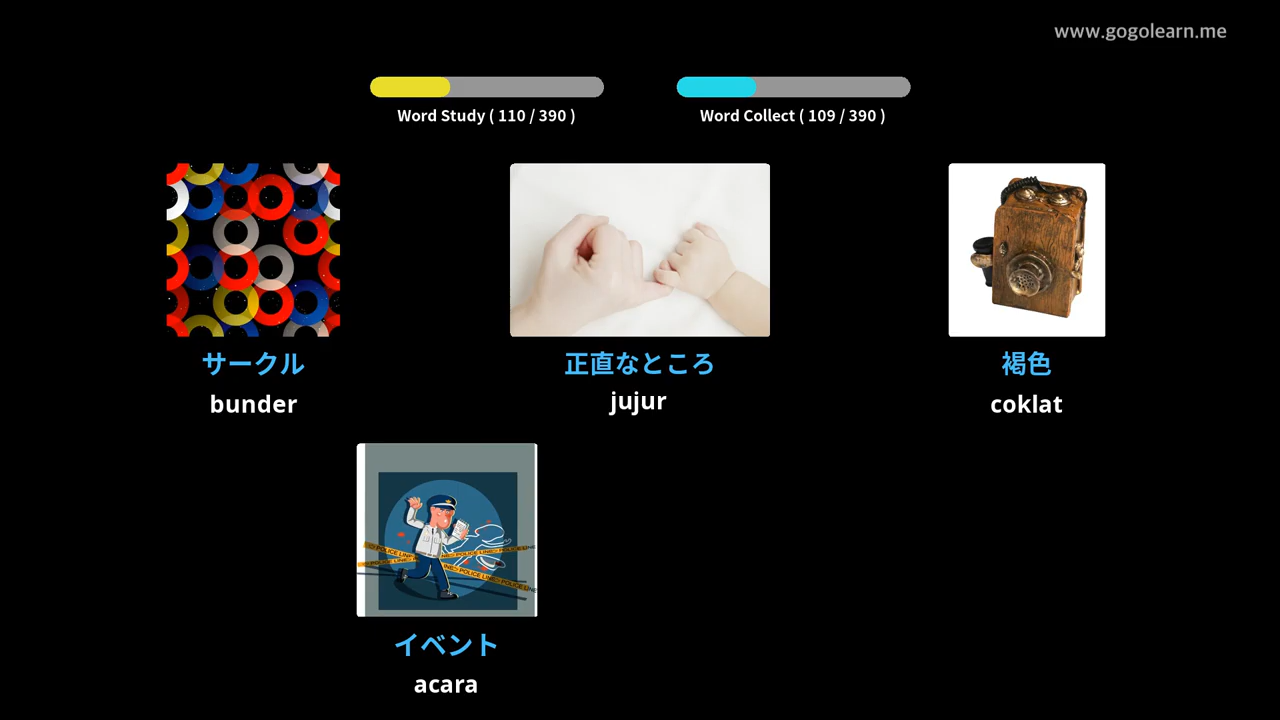 www.gogolearn.me
Word Study ( 110 / 390 )
Word Collect ( 109 / 390 )
サークル
bunder
正直なところ
jujur
褐色
coklat
イベント
acara